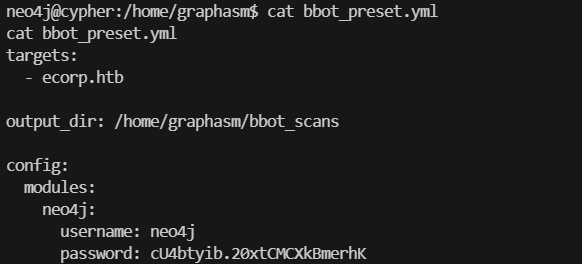 neo4j@cypher:/home/graphasm$ cat bbot_preset.yml
cat bbot_preset.yml
targets:
  - ecorp.htb

output_dir: /home/graphasm/bbot_scans

config:
  modules:
    neo4j:
      username: neo4j
      password: cU4btyib.20xtCMCXkBmerhK